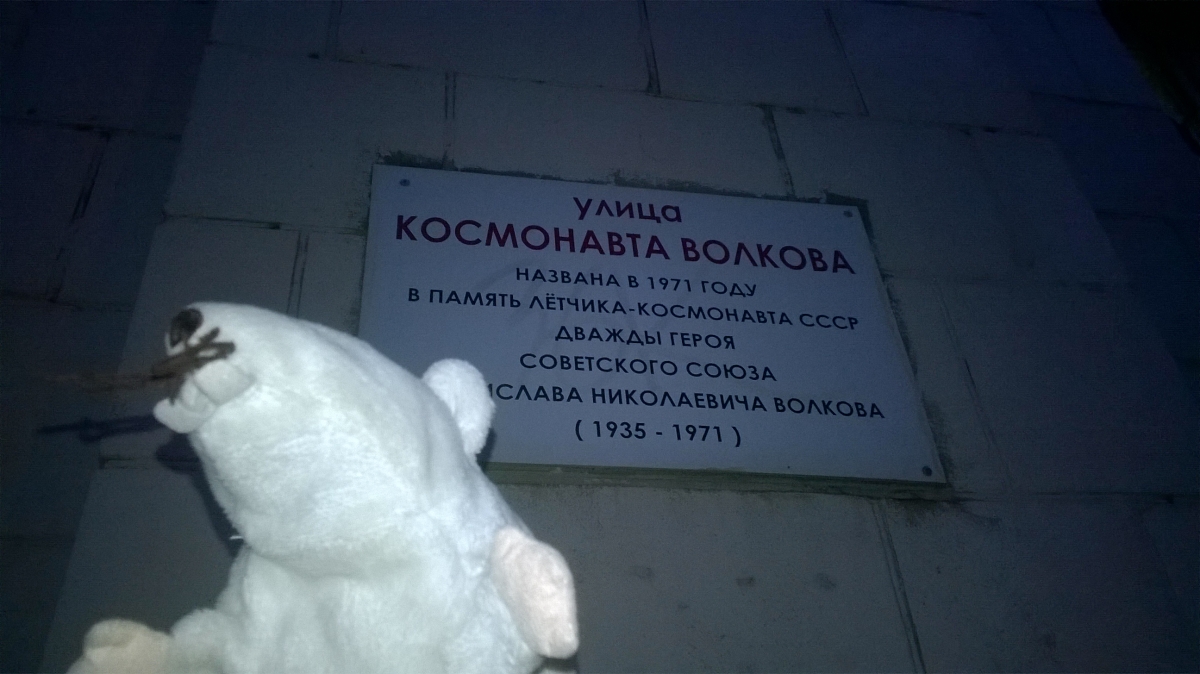 улица
КОСМОНАВТА ВОЛКОВА
НАЗВАНА В 1971 ГОДУ
В ПАМЯТЬ ЛЁТЧИКА-КОСМОНАВТА СССР
ДВАЖДЫ ГЕРОЯ
СОВЕТСКОГО СОЮЗА
НИКОЛАЕВИЧА ВОЛКОВА
( 1935 - 1971 )